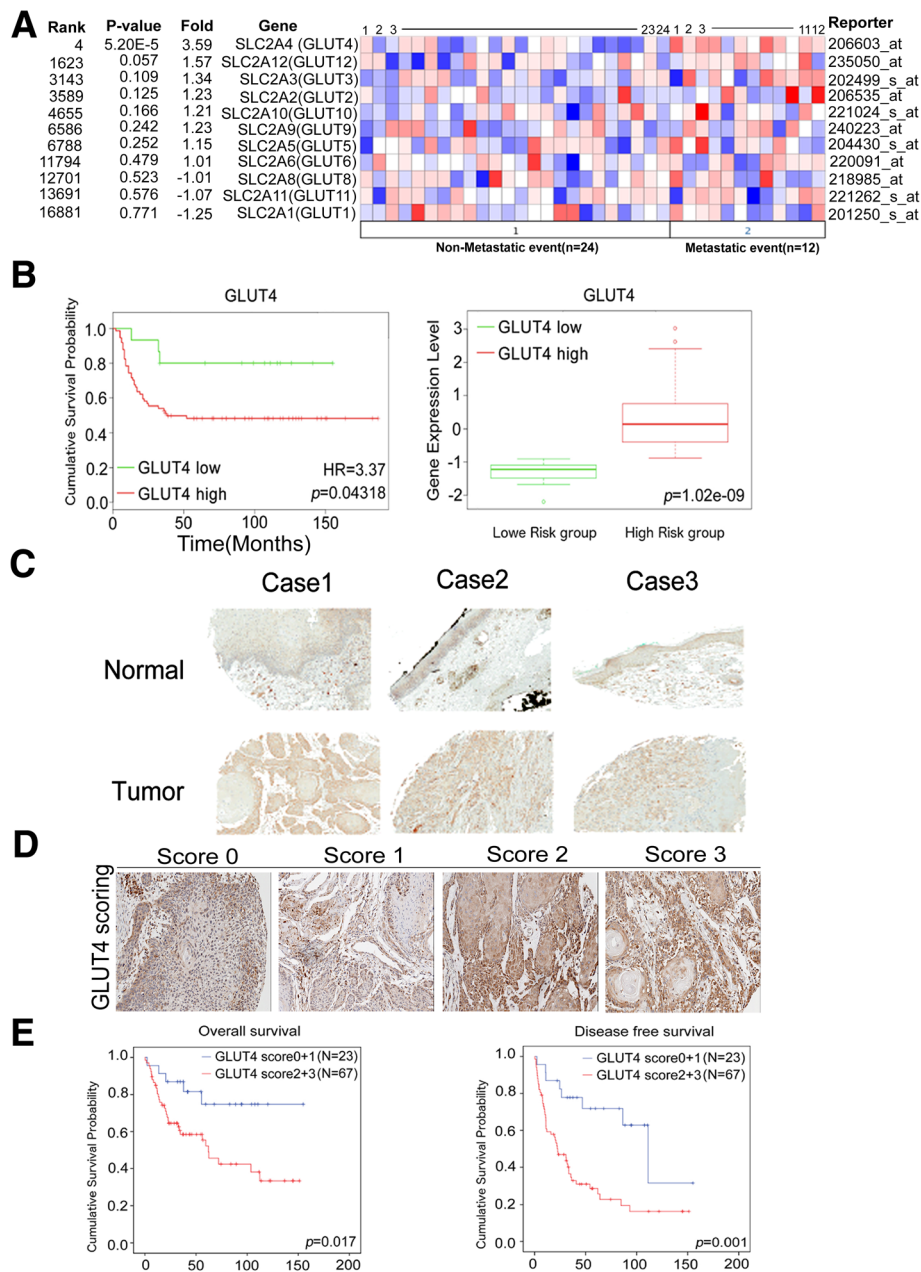 A
Rank P-value Fold Gene 1 2 3 23 24 1 2 3 11 12 Reporter
4 5.20E-5 3.59 SLC2A4 (GLUT4) 206603_at
1623 0.057 1.57 SLC2A12(GLUT12) 235050_at
3143 0.109 1.34 SLC2A3(GLUT3) 202499_s_at
3589 0.125 1.23 SLC2A2(GLUT2) 206535_at
4655 0.166 1.21 SLC2A10(GLUT10) 221024_s_at
6586 0.242 1.23 SLC2A9(GLUT9) 240223_at
6788 0.252 1.15 SLC2A5(GLUT5) 204430_s_at
11794 0.479 1.01 SLC2A6(GLUT6) 220091_at
12701 0.523 -1.01 SLC2A8(GLUT8) 218985_at
13691 0.576 -1.07 SLC2A11(GLUT11) 221262_s_at
16881 0.771 -1.25 SLC2A1(GLUT1) 201250_s_at
1 2
Non-Metastatic event(n=24) Metastatic event(n=12)
B
GLUT4
Cumulative Survival Probability
1.0
0.8
0.6
0.4
0.2
0.0
GLUT4 low
GLUT4 high
HR=3.37
p=0.04318
0 50 100 150
Time(Months)
GLUT4
Gene Expression Level
3
2
1
0
-1
-2
GLUT4 low
GLUT4 high
p=1.02e-09
Lowe Risk group High Risk group
C
Case1 Case2 Case3
Normal
Tumor
D
Score 0 Score 1 Score 2 Score 3
GLUT4 scoring
E
Overall survival
Cumulative Survival Probability
1.0
0.8
0.6
0.4
0.2
0.0
GLUT4 score0+1(N=23)
GLUT4 score2+3(N=67)
p=0.017
0 50 100 150 200
Disease free survival
Cumulative Survival Probability
1.0
0.8
0.6
0.4
0.2
0.0
GLUT4 score0+1(N=23)
GLUT4 score2+3(N=67)
p=0.001
0 50 100 150 200